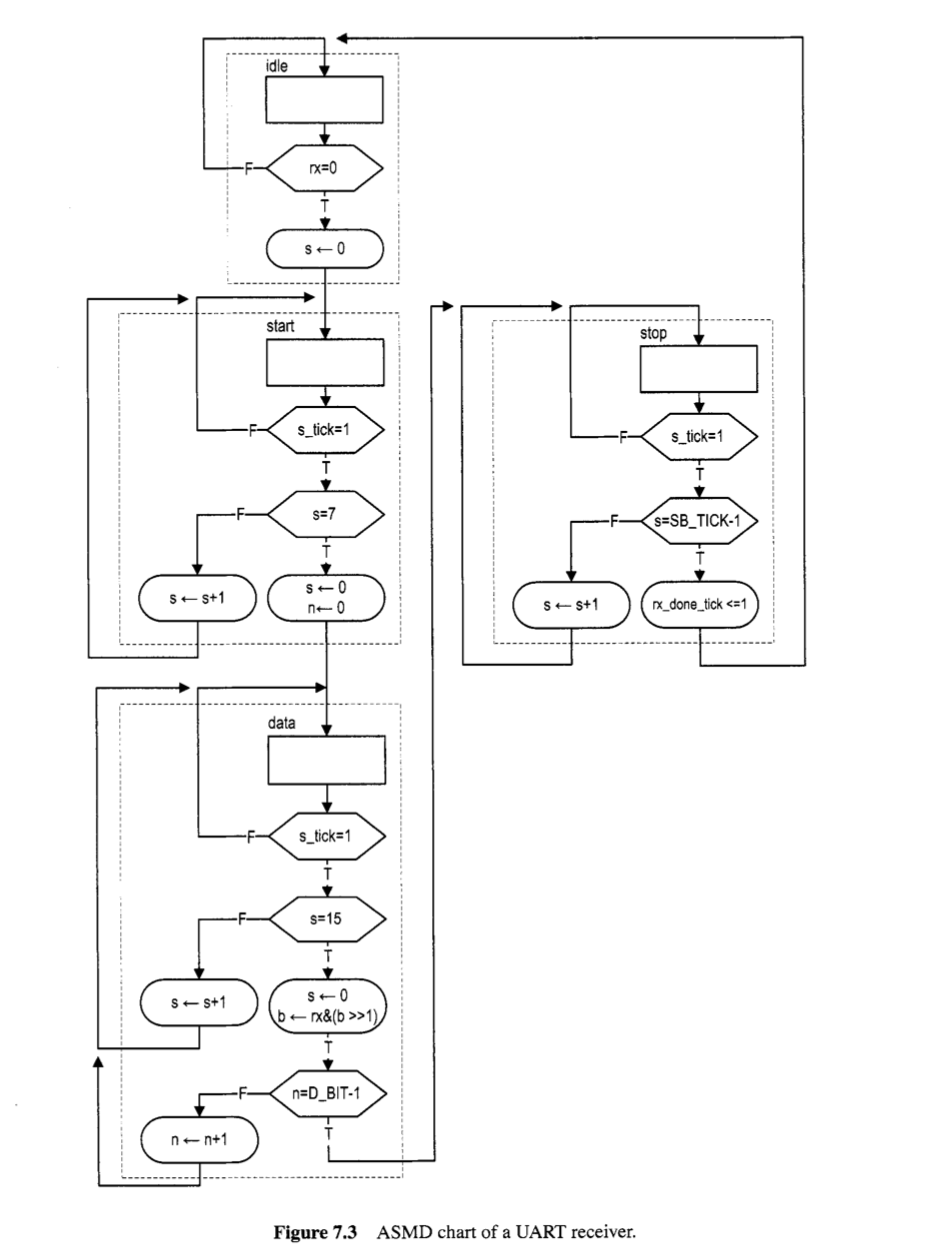 idle
rx=0
F
T
s ← 0
start
s_tick=1
F
T
s=7
F
T
s ← s+1
s ← 0
n← 0
data
s_tick=1
F
T
s=15
F
T
s ← s+1
s ← 0
b ← rx&(b >>1)
T
n=D_BIT-1
F
T
n ← n+1
stop
s_tick=1
F
T
s=SB_TICK-1
F
T
s ← s+1
rx_done_tick <=1
Figure 7.3 ASMD chart of a UART receiver.